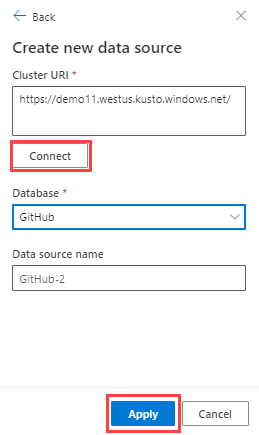 Back
Create new data source
Cluster URI *
https://demo11.westus.kusto.windows.net/
Connect
Database *
GitHub
Data source name
GitHub-2
Apply
Cancel